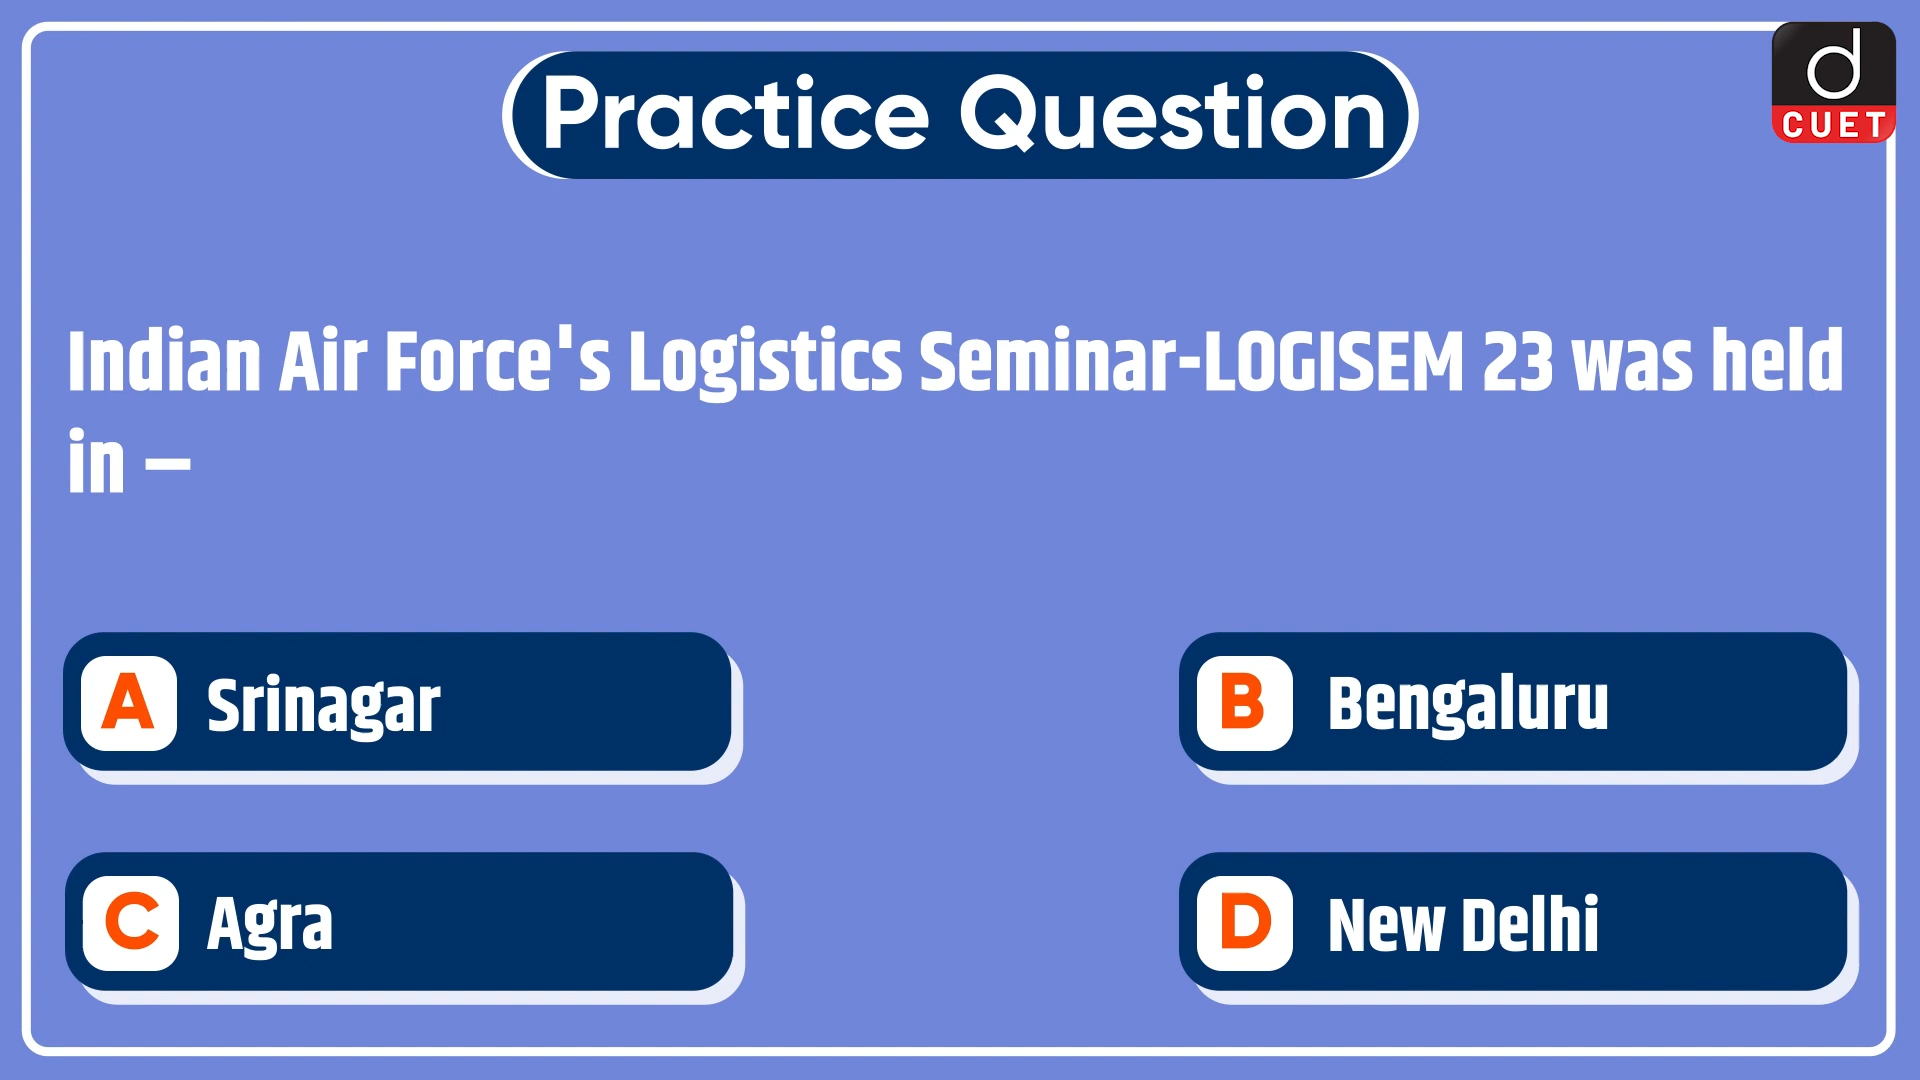 Practice Question
d
CUET
Indian Air Force's Logistics Seminar-LOGISEM 23 was held
in –
A Srinagar
B Bengaluru
C Agra
D New Delhi